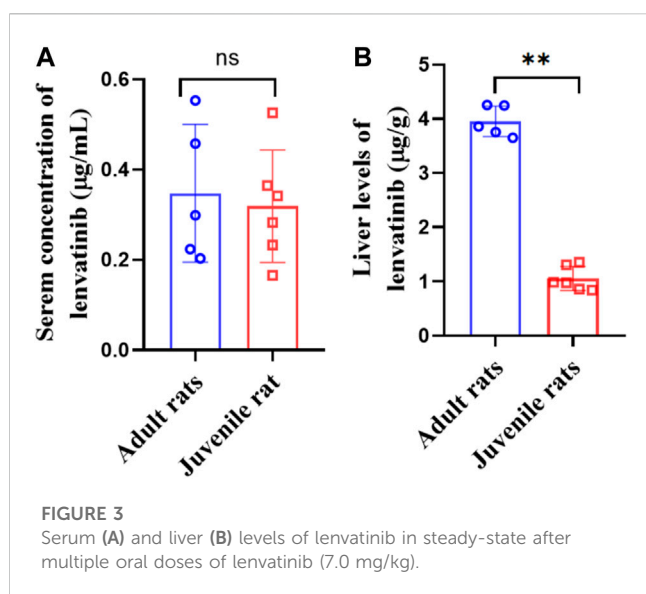 A
ns
0.6
0.4
0.2
0.0
Serem concentration of
lenvatinib (µg/mL)
Adult rats
Juvenile rat
B
**
5
4
3
2
1
0
Liver levels of
lenvatinib (µg/g)
Adult rats
Juvenile rats
FIGURE 3
Serum (A) and liver (B) levels of lenvatinib in steady-state after
multiple oral doses of lenvatinib (7.0 mg/kg).